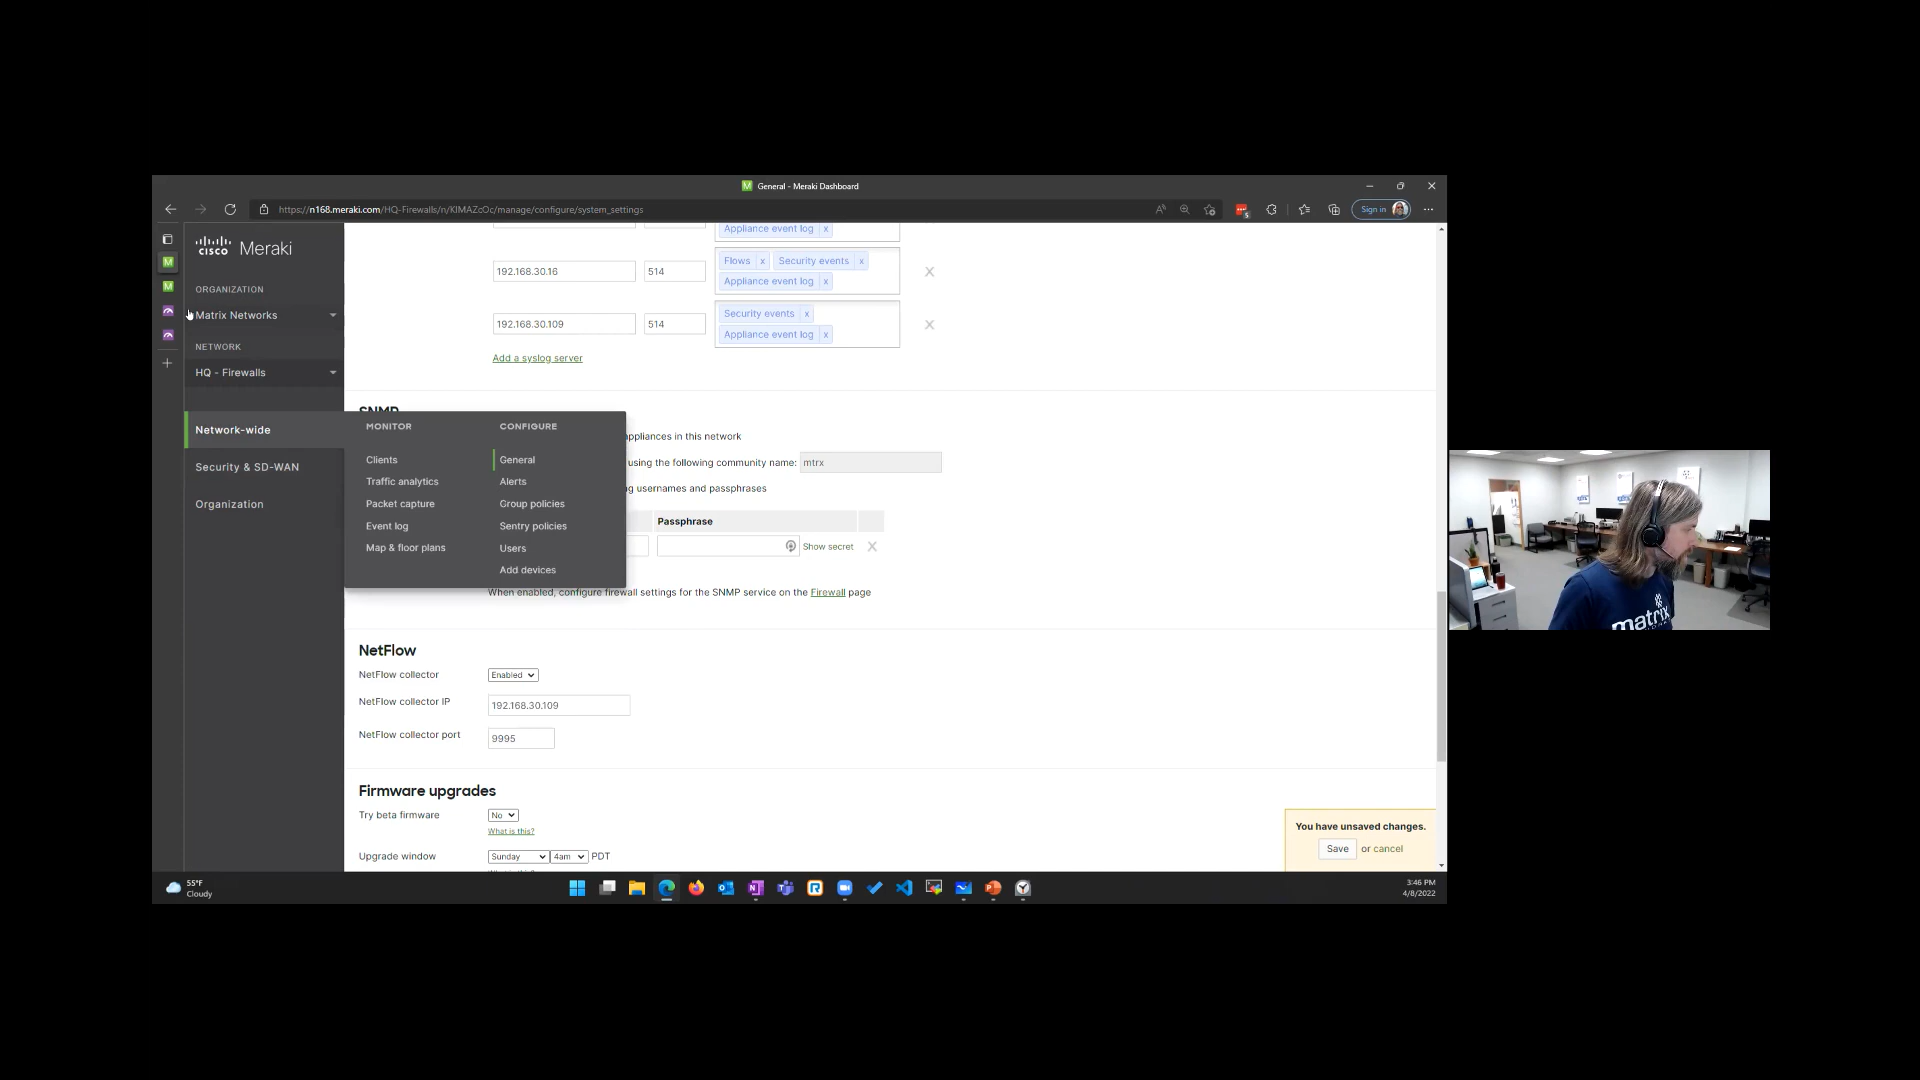 General - Meraki Dashboard
https://n168.meraki.com/HQ-Firewalls/n/KIMAZcOc/manage/configure/system_settings
Sign in
cisco Meraki
ORGANIZATION
Matrix Networks
NETWORK
HQ - Firewalls
Network-wide
Security & SD-WAN
Organization
MONITOR
Clients
Traffic analytics
Packet capture
Event log
Map & floor plans
CONFIGURE
General
Alerts
Group policies
Sentry policies
Users
Add devices
Appliance event log x
192.168.30.16 514 Flows x Security events x
Appliance event log x
X
192.168.30.109 514 Security events x
Appliance event log x
X
Add a syslog server
SNMP
appliances in this network
using the following community name: mtrx
usernames and passphrases
Passphrase
Show secret X
When enabled, configure firewall settings for the SNMP service on the Firewall page
NetFlow
NetFlow collector Enabled
NetFlow collector IP 192.168.30.109
NetFlow collector port 9995
Firmware upgrades
Try beta firmware No
What is this?
Upgrade window Sunday 4am PDT
You have unsaved changes.
Save or cancel
55°F
Cloudy
3:46 PM
4/8/2022
matrix